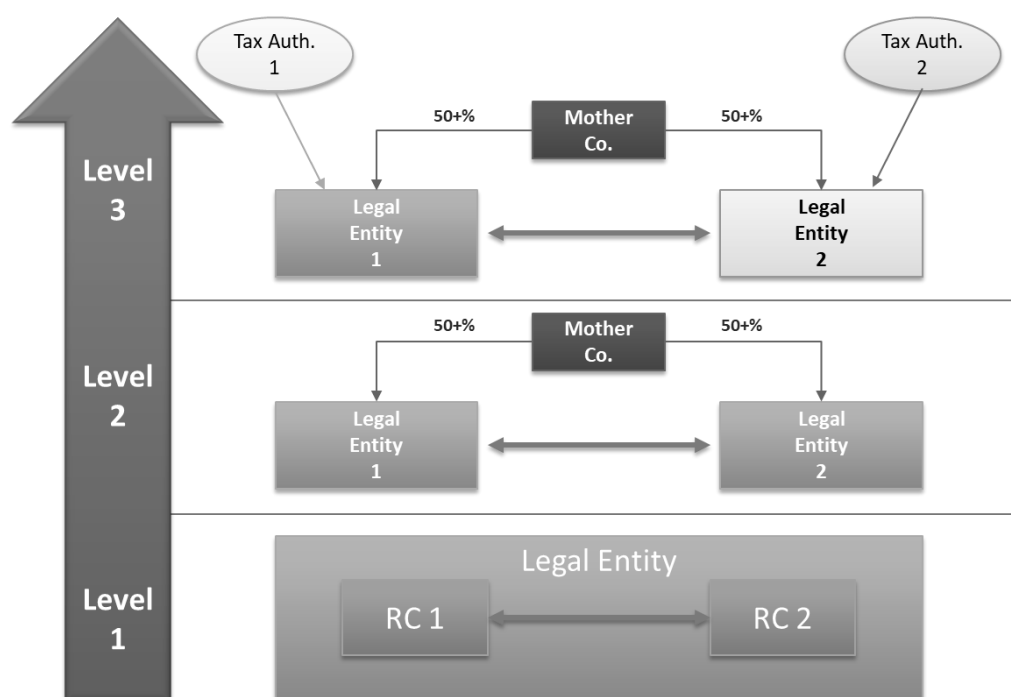 Tax Auth.
1
Tax Auth.
2
50+%
Mother
Co.
50+%
Level
3
Legal
Entity
1
Legal
Entity
2
50+%
Mother
Co.
50+%
Level
2
Legal
Entity
1
Legal
Entity
2
Legal Entity
Level
1
RC 1
RC 2